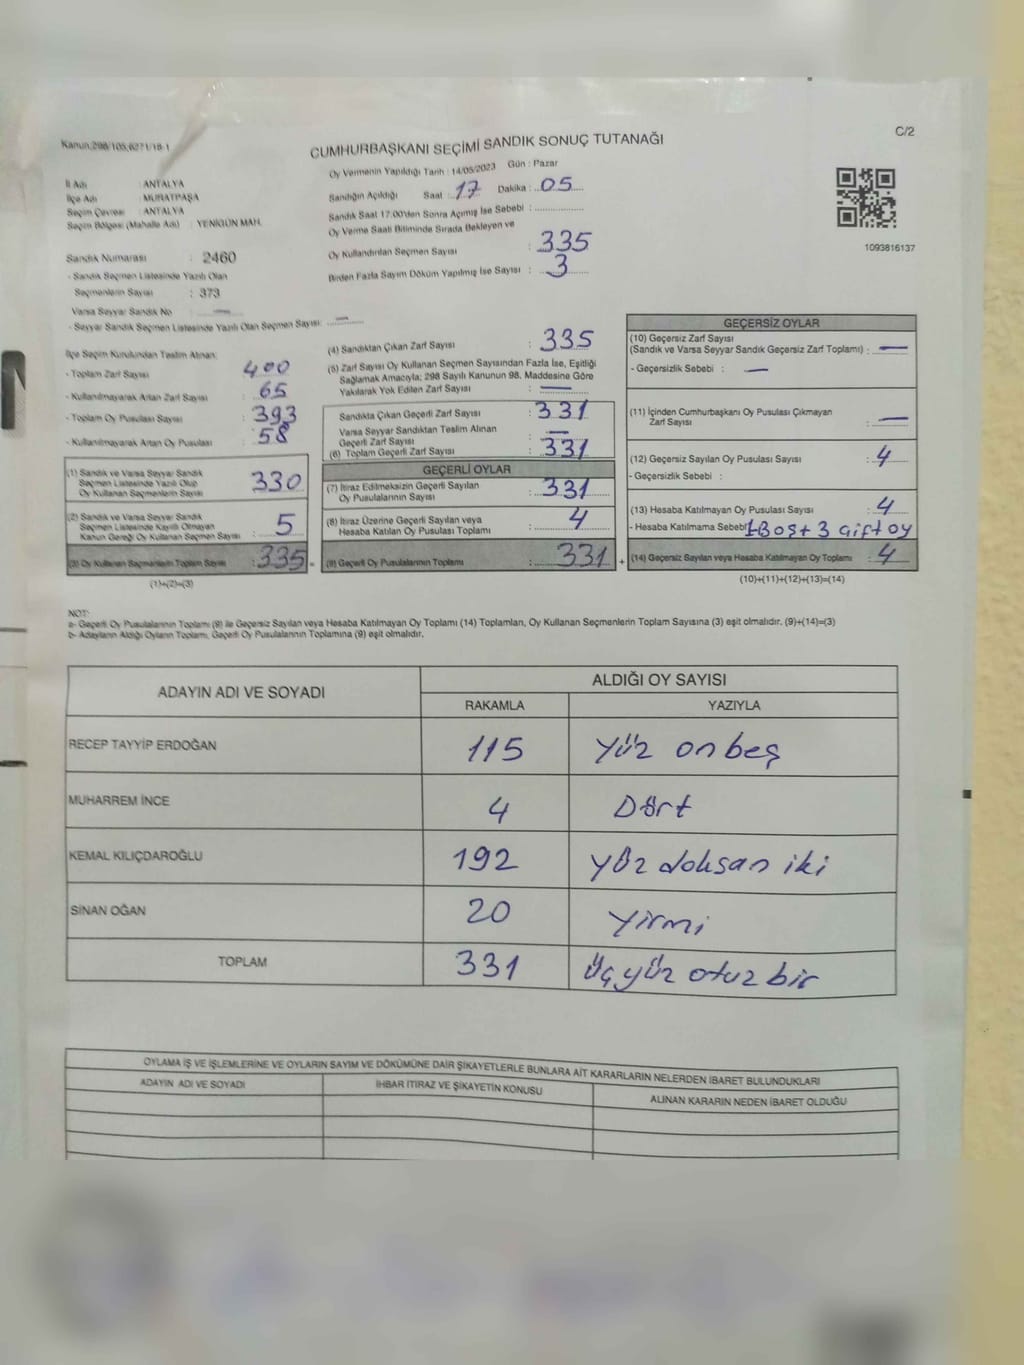 Kanun:298/105,6271/18-1
CUMHURBAŞKANI SEÇİMİ SANDIK SONUÇ TUTANAĞI
C/2
İl Adı : ANTALYA
İlçe Adı : MURATPAŞA
Seçim Çevresi : ANTALYA
Seçim Bölgesi (Mahalle Adı) : YENİGÜN MAH.
Sandık Numarası : 2460
- Sandık Seçmen Listesinde Yazılı Olan
Seçmenlerin Sayısı : 373
Varsa Seyyar Sandık No : —
- Seyyar Sandık Seçmen Listesinde Yazılı Olan Seçmen Sayısı: —
Oy Vermenin Yapıldığı Tarih : 14/05/2023 Gün : Pazar
Sandığın Açıldığı Saat : 17 Dakika : 05
Sandık Saat 17.00'den Sonra Açımış İse Sebebi :
Oy Verme Saati Bitiminde Sırada Bekleyen ve
Oy Kullandırılan Seçmen Sayısı : 335
Birden Fazla Sayım Döküm Yapılmış İse Sayısı : 3
1093816137
İlçe Seçim Kurulundan Teslim Alınan:
- Toplam Zarf Sayısı : 400
- Kullanılmayarak Artan Zarf Sayısı : 65
- Toplam Oy Pusulası Sayısı : 393
- Kullanılmayarak Artan Oy Pusulası : 58
(1) Sandık ve Varsa Seyyar Sandık
Seçmen Listesinde Yazılı Olup
Oy Kullanan Seçmenlerin Sayısı : 330
(2) Sandık ve Varsa Seyyar Sandık
Seçmen Listesinde Kayıtlı Olmayan
Kanun Gereği Oy Kullanan Seçmen Sayısı : 5
(3) Oy Kullanan Seçmenlerin Toplam Sayısı : 335
(1)+(2)=(3)
(4) Sandıktan Çıkan Zarf Sayısı : 335
(5) Zarf Sayısı Oy Kullanan Seçmen Sayısından Fazla İse, Eşitliği
Sağlamak Amacıyla; 298 Sayılı Kanunun 98. Maddesine Göre
Yakılarak Yok Edilen Zarf Sayısı : —
Sandıkta Çıkan Geçerli Zarf Sayısı : 331
Varsa Seyyar Sandıktan Teslim Alınan
Geçerli Zarf Sayısı : —
(6) Toplam Geçerli Zarf Sayısı : 331
GEÇERLİ OYLAR
(7) İtiraz Edilmeksizin Geçerli Sayılan
Oy Pusulalarının Sayısı : 331
(8) İtiraz Üzerine Geçerli Sayılan veya
Hesaba Katılan Oy Pusulası Toplamı : 4
(9) Geçerli Oy Pusulalarının Toplamı : 331
GEÇERSİZ OYLAR
(10) Geçersiz Zarf Sayısı
(Sandık ve Varsa Seyyar Sandık Geçersiz Zarf Toplamı) : —
- Geçersizlik Sebebi : —
(11) İçinden Cumhurbaşkanı Oy Pusulası Çıkmayan
Zarf Sayısı : —
(12) Geçersiz Sayılan Oy Pusulası Sayısı : 4
- Geçersizlik Sebebi :
(13) Hesaba Katılmayan Oy Pusulası Sayısı : 4
- Hesaba Katılmama Sebebi: 1 Boş + 3 Çift oy
(14) Geçersiz Sayılan veya Hesaba Katılmayan Oy Toplamı : 4
(10)+(11)+(12)+(13)=(14)
NOT:
a- Geçerli Oy Pusulalarının Toplamı (9) ile Geçersiz Sayılan veya Hesaba Katılmayan Oy Toplamı (14) Toplamları, Oy Kullanan Seçmenlerin Toplam Sayısına (3) eşit olmalıdır. (9)+(14)=(3)
b- Adayların Aldığı Oyların Toplamı, Geçerli Oy Pusulalarının Toplamına (9) eşit olmalıdır.
ADAYIN ADI VE SOYADI ALDIĞI OY SAYISI
RAKAMLA YAZIYLA
RECEP TAYYİP ERDOĞAN 115 Yüz on beş
MUHARREM İNCE 4 Dört
KEMAL KILIÇDAROĞLU 192 yüz doksan iki
SİNAN OĞAN 20 Yirmi
TOPLAM 331 Üç yüz otuz bir
OYLAMA İŞ VE İŞLEMLERİNE VE OYLARIN SAYIM VE DÖKÜMÜNE DAİR ŞİKAYETLERLE BUNLARA AİT KARARLARIN NELERDEN İBARET BULUNDUKLARI
ADAYIN ADI VE SOYADI İHBAR İTİRAZ VE ŞİKAYETİN KONUSU ALINAN KARARIN NEDEN İBARET OLDUĞU